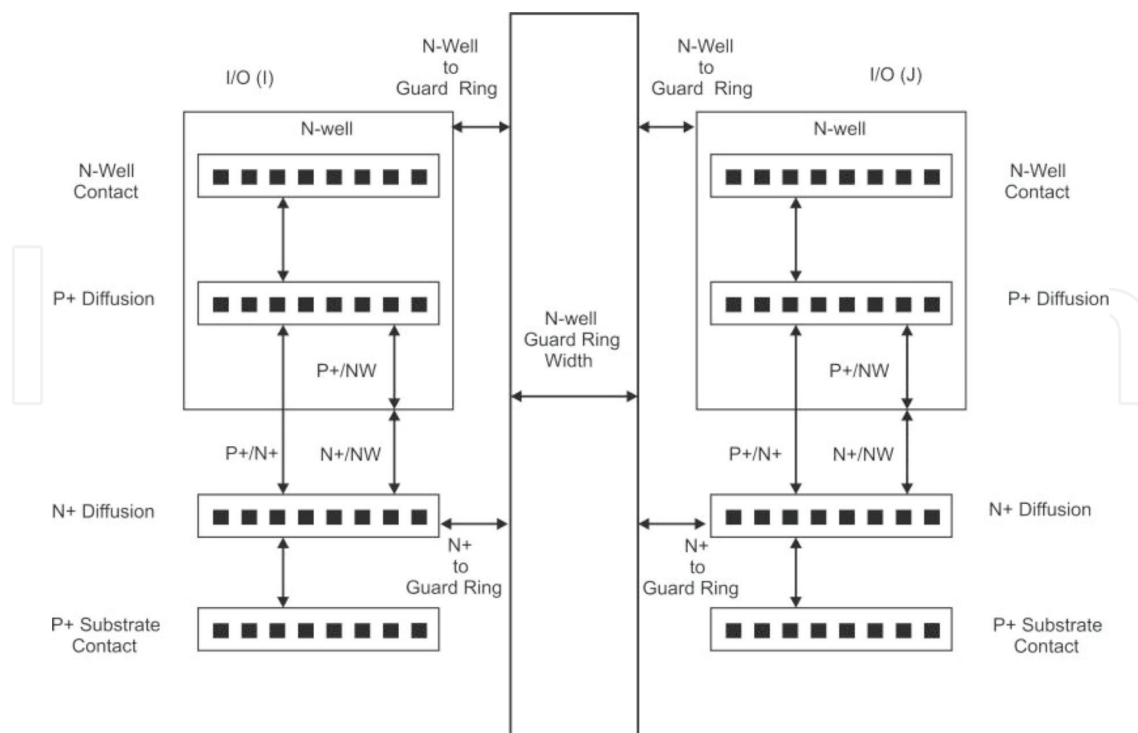 N-Well
to
Guard Ring
N-Well
to
Guard Ring
I/O (I)
I/O (J)
N-well
N-well
N-Well
Contact
N-Well
Contact
P+ Diffusion
P+ Diffusion
N-well
Guard Ring
Width
P+/NW
P+/NW
P+/N+
N+/NW
P+/N+
N+/NW
N+ Diffusion
N+ Diffusion
N+
to
Guard Ring
N+
to
Guard Ring
P+ Substrate
Contact
P+ Substrate
Contact